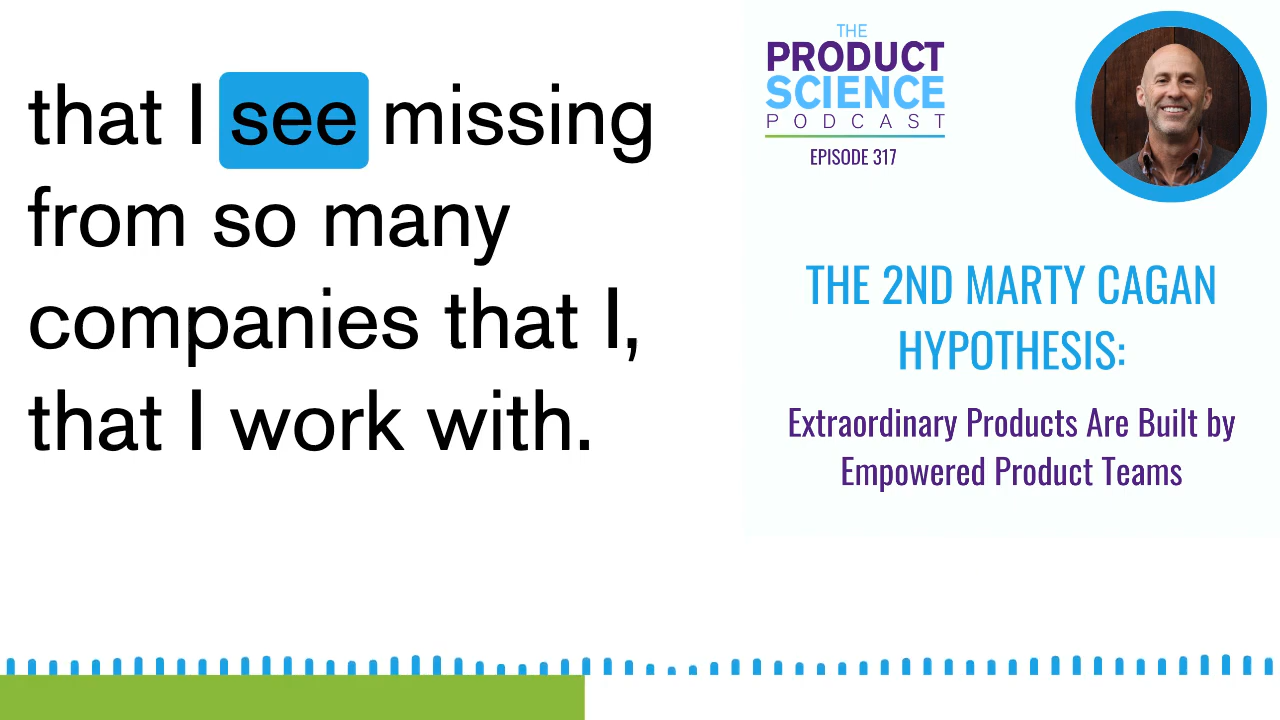 that I see missing
from so many
companies that I,
that I work with.
THE
PRODUCT
SCIENCE
PODCAST
EPISODE 317
THE 2ND MARTY CAGAN
HYPOTHESIS:
Extraordinary Products Are Built by
Empowered Product Teams